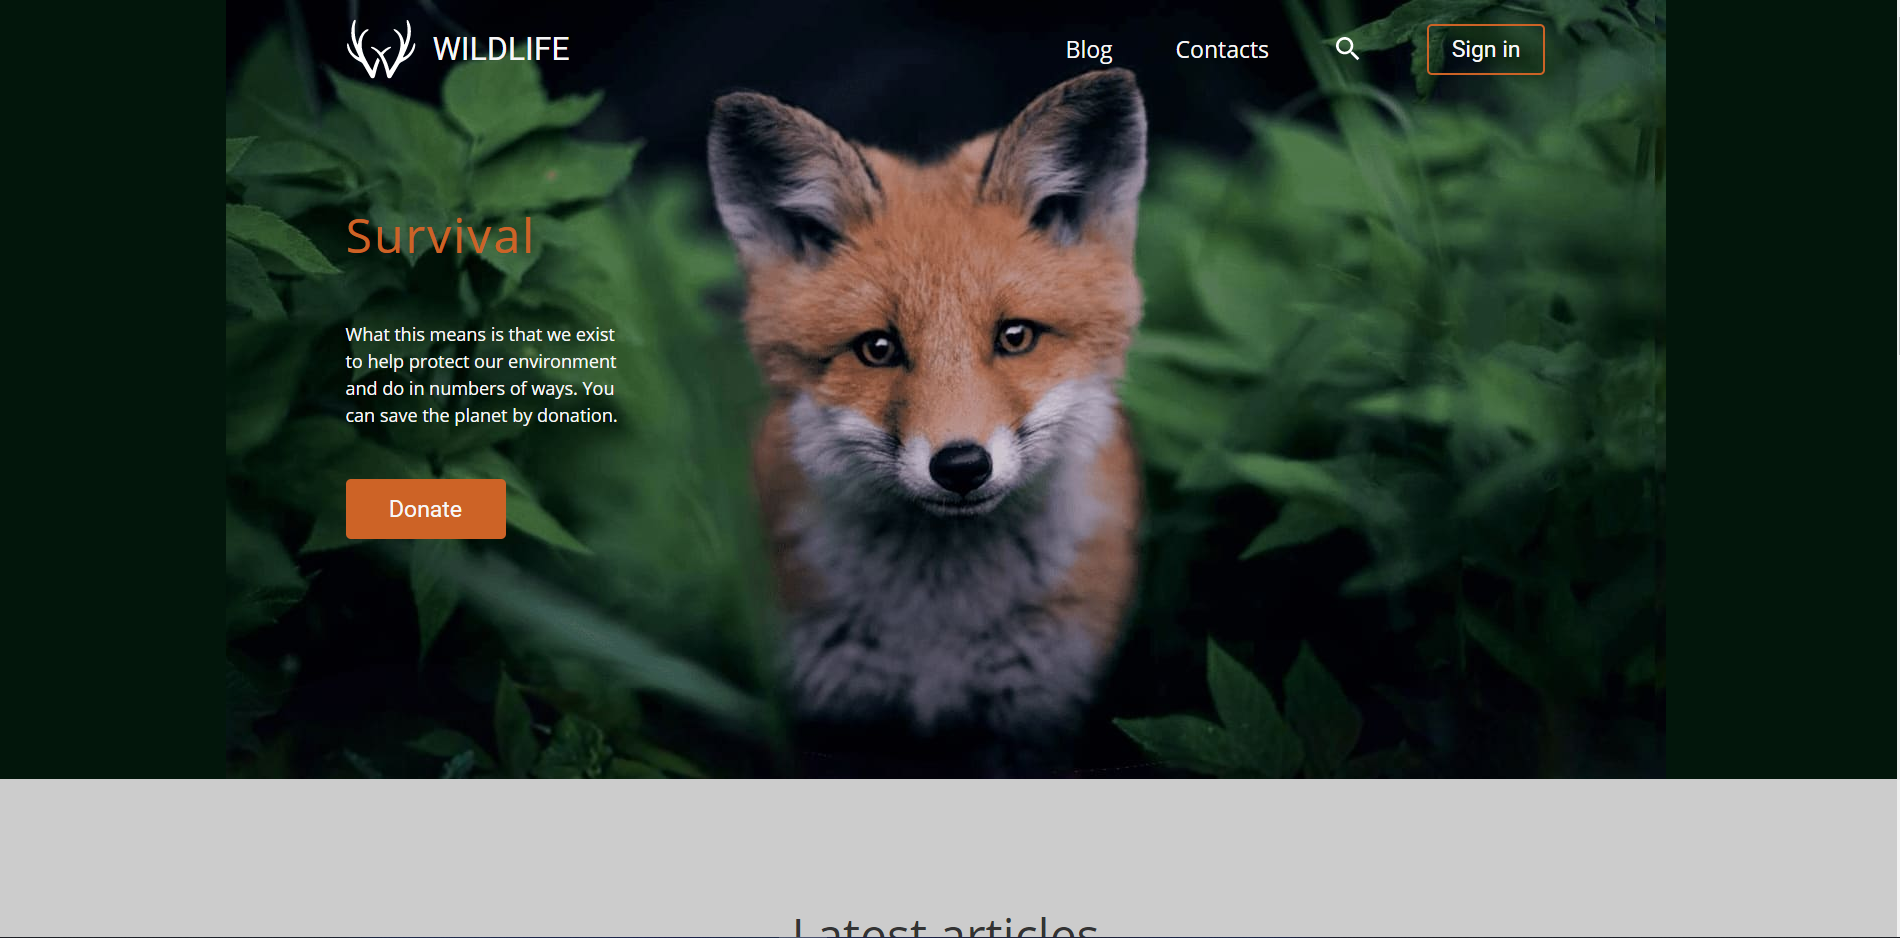 WILDLIFE
Blog
Contacts
Sign in
Survival
What this means is that we exist
to help protect our environment
and do in numbers of ways. You
can save the planet by donation.
Donate
Latest articles